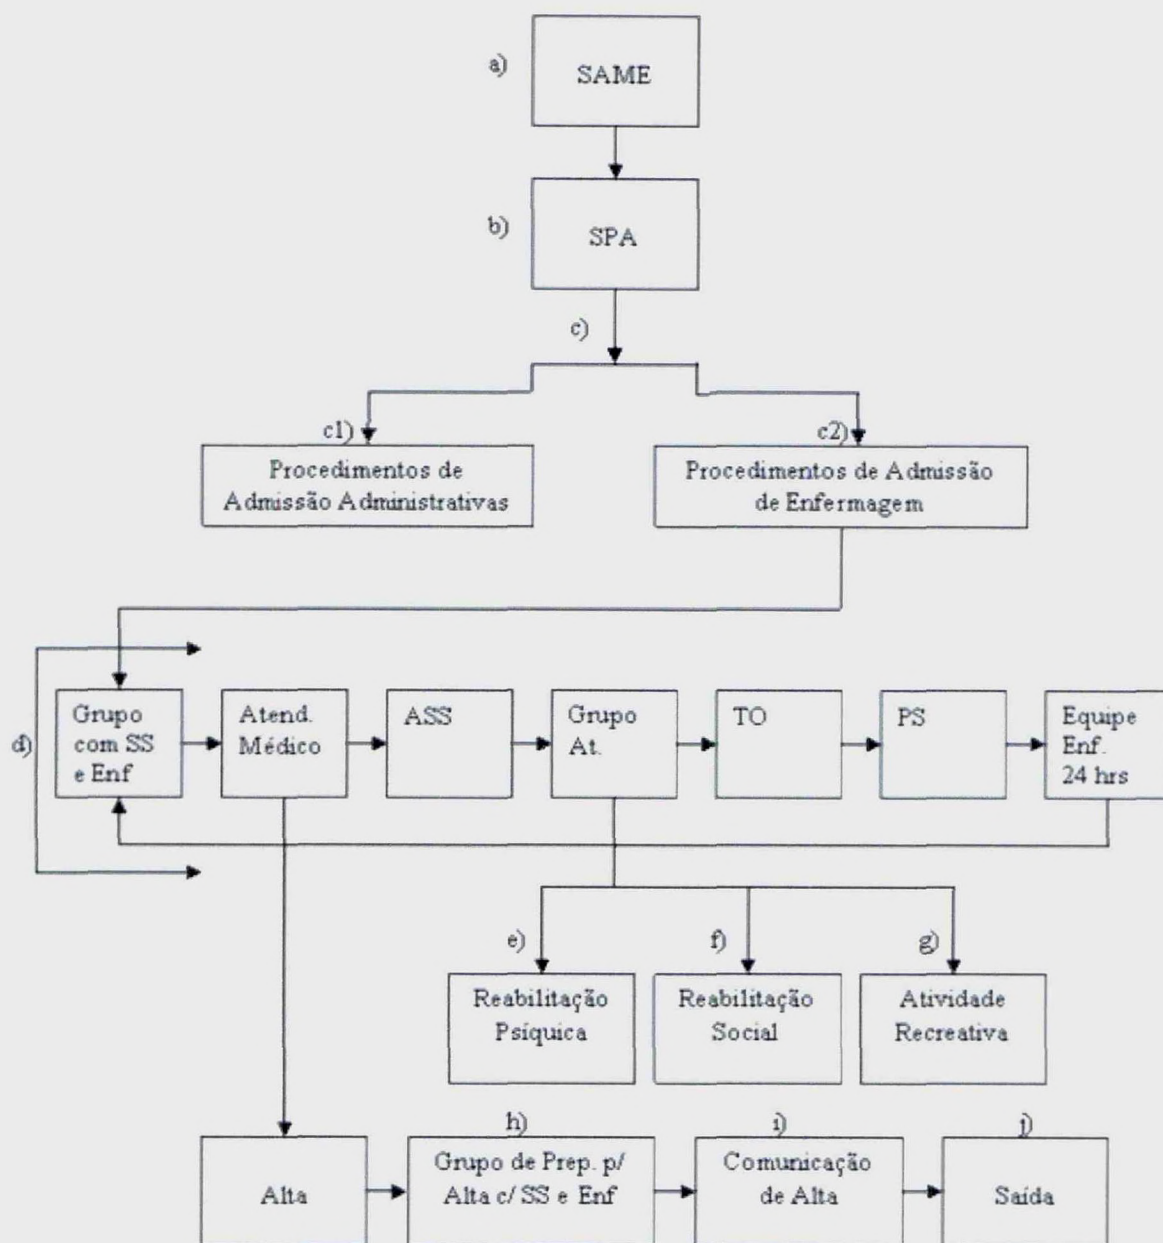 a)
SAME
b)
SPA
c)
c1)
c2)
Procedimentos de
Admissão Administrativas
Procedimentos de Admissão
de Enfermagem
d)
Grupo
com SS
e Enf
Atend.
Médico
ASS
Grupo
At.
TO
PS
Equipe
Enf.
24 hrs
e)
f)
g)
Reabilitação
Psíquica
Reabilitação
Social
Atividade
Recreativa
h)
i)
j)
Alta
Grupo de Prep. p/
Alta c/ SS e Enf
Comunicação
de Alta
Saída